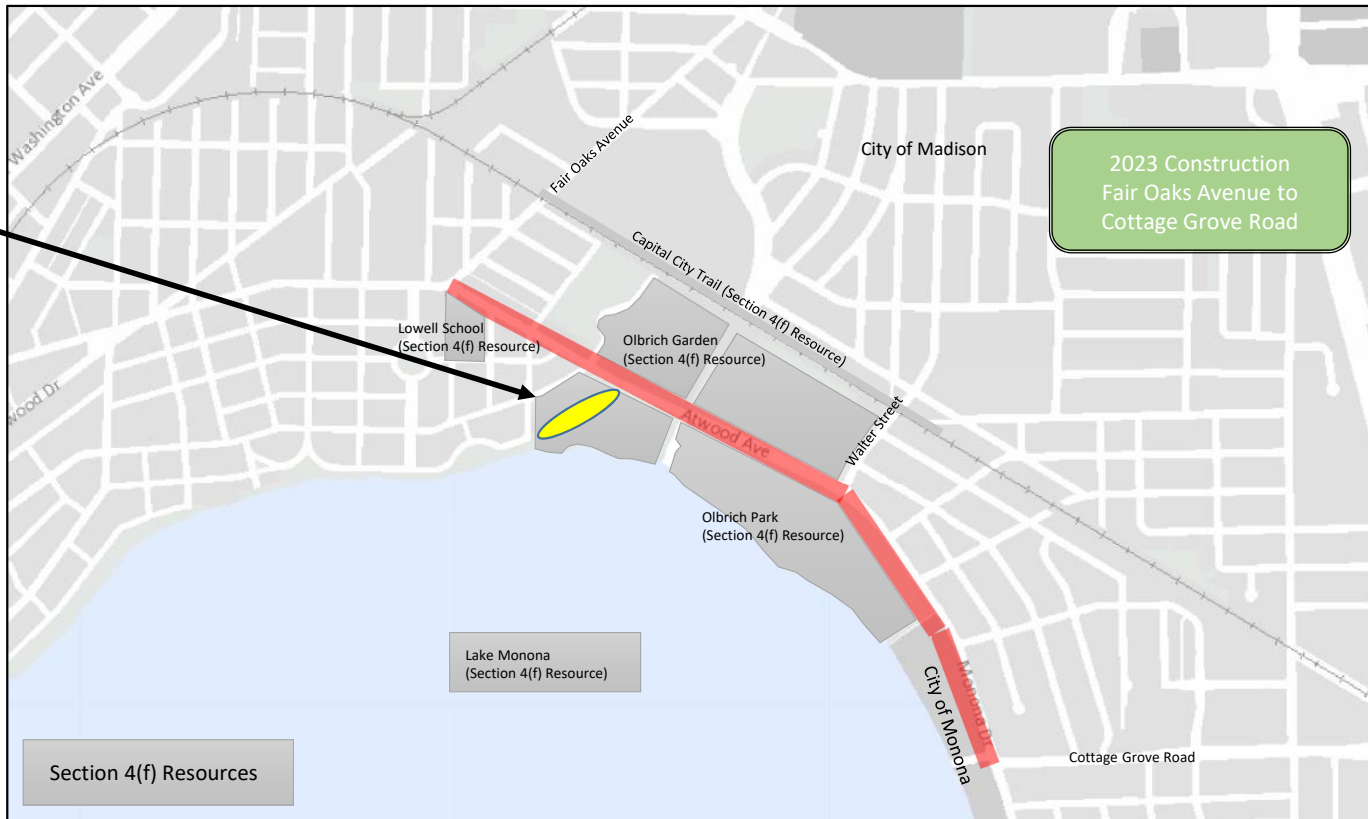 Washington Ave
Fair Oaks Avenue
City of Madison
2023 Construction
Fair Oaks Avenue to
Cottage Grove Road
Capital City Trail (Section 4(f) Resource)
Lowell School
(Section 4(f) Resource)
Olbrich Garden
(Section 4(f) Resource)
wood Dr
Atwood Ave
Walter Street
Olbrich Park
(Section 4(f) Resource)
Lake Monona
(Section 4(f) Resource)
City of Monona
Monona Dr
Cottage Grove Road
Section 4(f) Resources